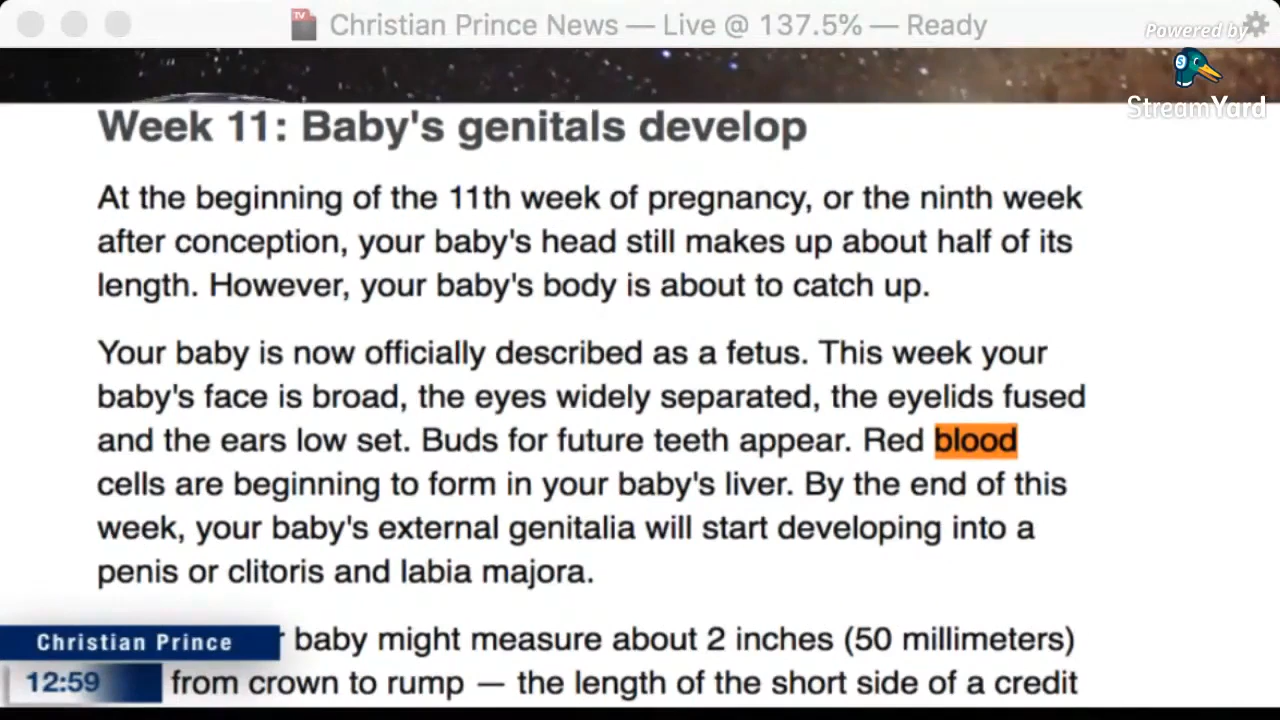 Christian Prince News — Live @ 137.5% — Ready
Powered by
StreamYard
Week 11: Baby's genitals develop
At the beginning of the 11th week of pregnancy, or the ninth week
after conception, your baby's head still makes up about half of its
length. However, your baby's body is about to catch up.
Your baby is now officially described as a fetus. This week your
baby's face is broad, the eyes widely separated, the eyelids fused
and the ears low set. Buds for future teeth appear. Red blood
cells are beginning to form in your baby's liver. By the end of this
week, your baby's external genitalia will start developing into a
penis or clitoris and labia majora.
baby might measure about 2 inches (50 millimeters)
from crown to rump — the length of the short side of a credit
Christian Prince
12:59